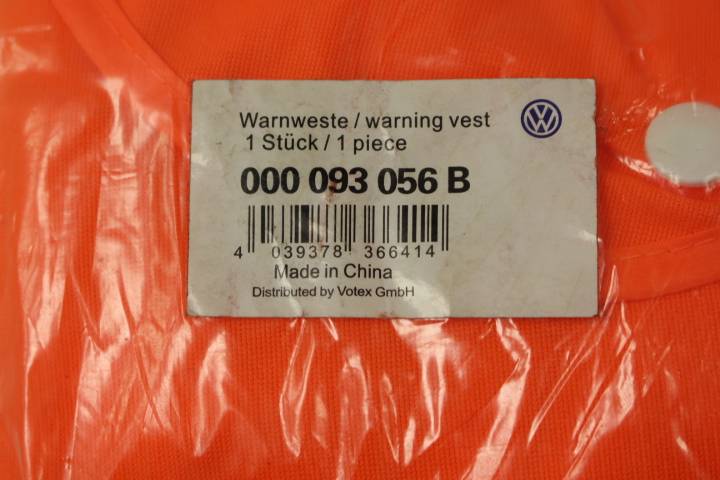 Warnweste / warning vest
1 Stück / 1 piece
000 093 056 B
4 039378 366414
Made in China
Distributed by Votex GmbH